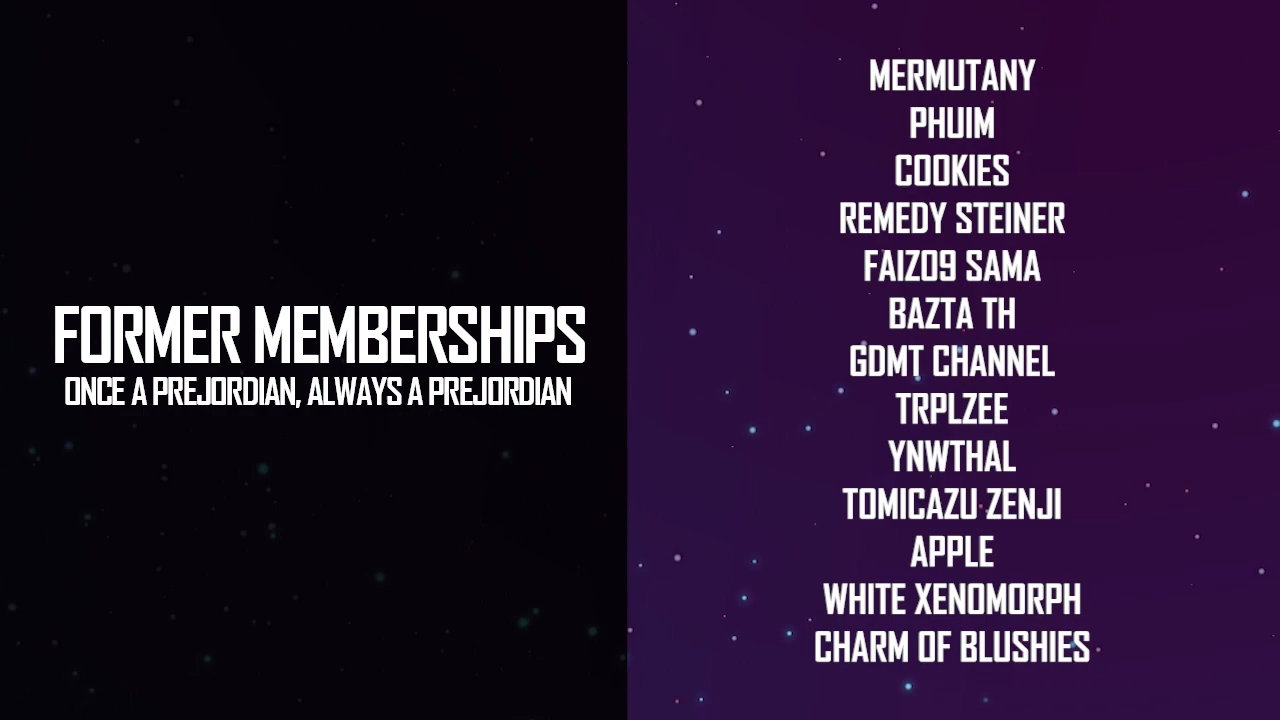 FORMER MEMBERSHIPS
ONCE A PREJORDIAN, ALWAYS A PREJORDIAN
MERMUTANY
PHUIM
COOKIES
REMEDY STEINER
FAIZO9 SAMA
BAZTA TH
GDMT CHANNEL
TRPLZEE
YNWTHAL
TOMICAZU ZENJI
APPLE
WHITE XENOMORPH
CHARM OF BLUSHIES